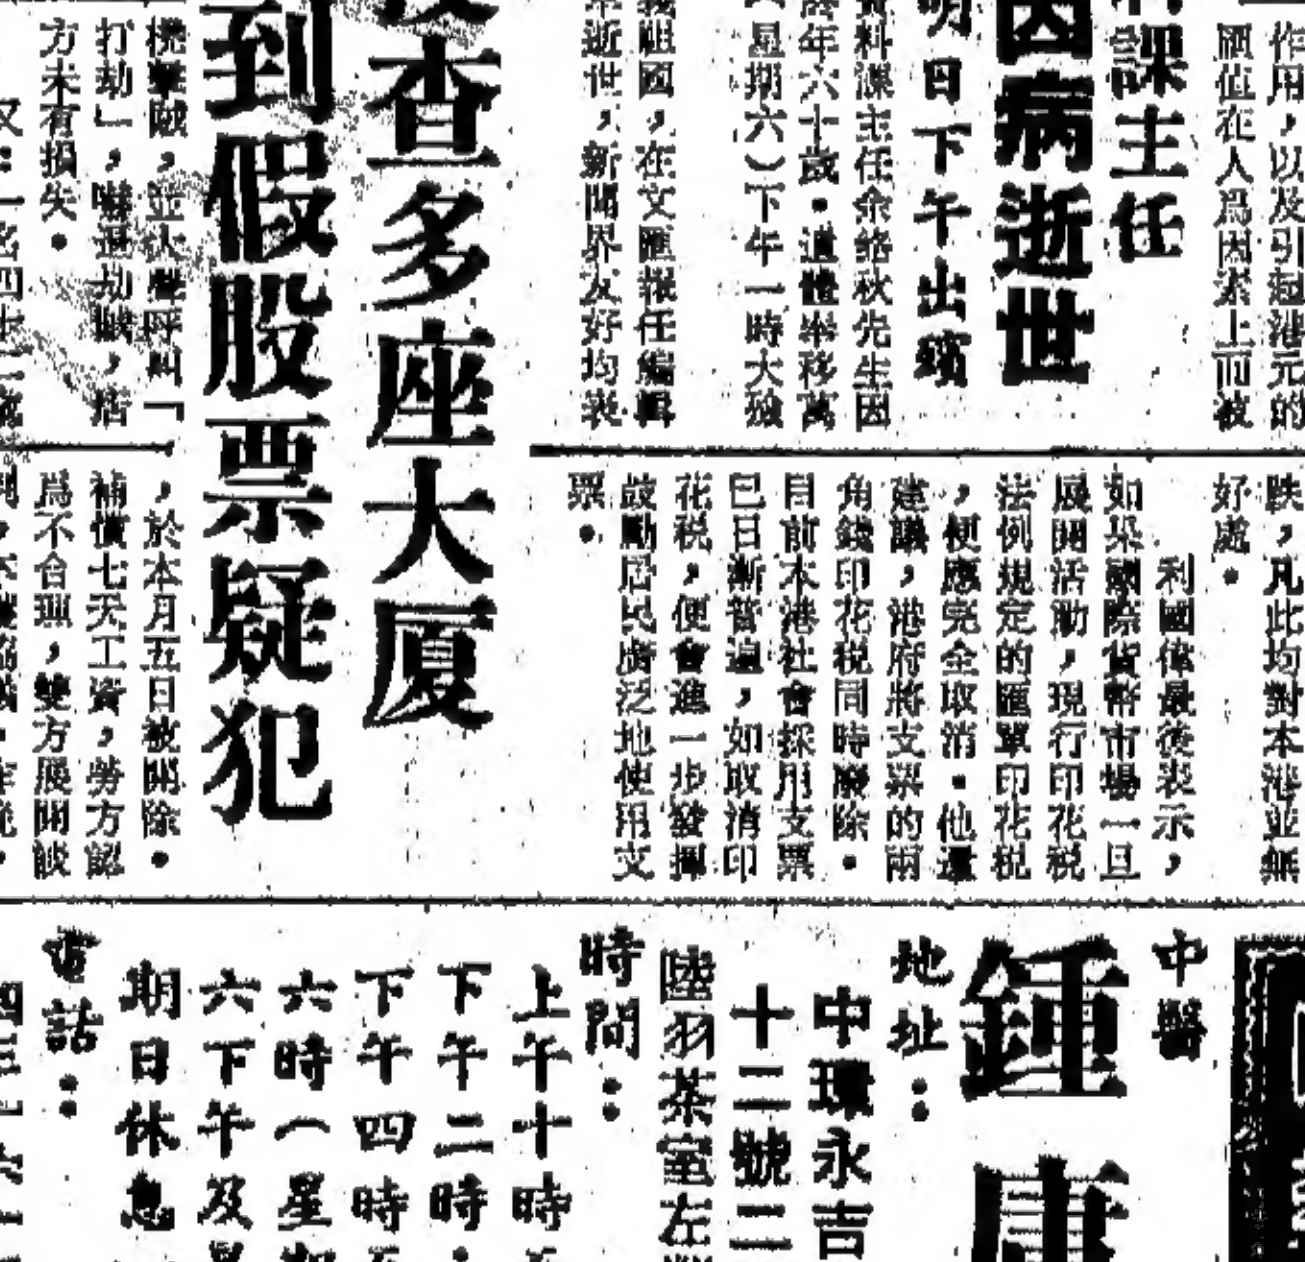 作用，以及引起港元的
值在人爲因素上而被
課主任
因病逝世
明日下午出殯
料課主任余絡秋先生因
年六十歲。遺體舉移萬
星期六）下午一時大殮
祖國，在文匯報任編輯
逝世，新聞界友好均表
查多座大厦
到假股票疑犯
擊敲，並大聲呼叫「
打劫」，嚇退劫賊，店
方未有損失。
跌，凡此均對本港並無
好處。
利國偉最後表示，
如果國際貨幣市場一旦
展開活動，現行印花稅
法例規定的匯單印花稅
，便應完全取消。他還
建議，港府將支票的兩
角錢印花稅同時廢除。
目前本港社會採用支票
已日漸普遍，如取消印
花稅，便會進一步發揮
鼓勵居民廣泛地使用支
票。
，於本月五日被開除。
補償七天工資，勞方認
爲不合理，雙方展開談
中醫
鍾康
地址：
中環永吉
十二號二
陸羽茶室左
時間：
上午十時
下午二時
下午四時
六時（星
六下午及
期日休息
電話：